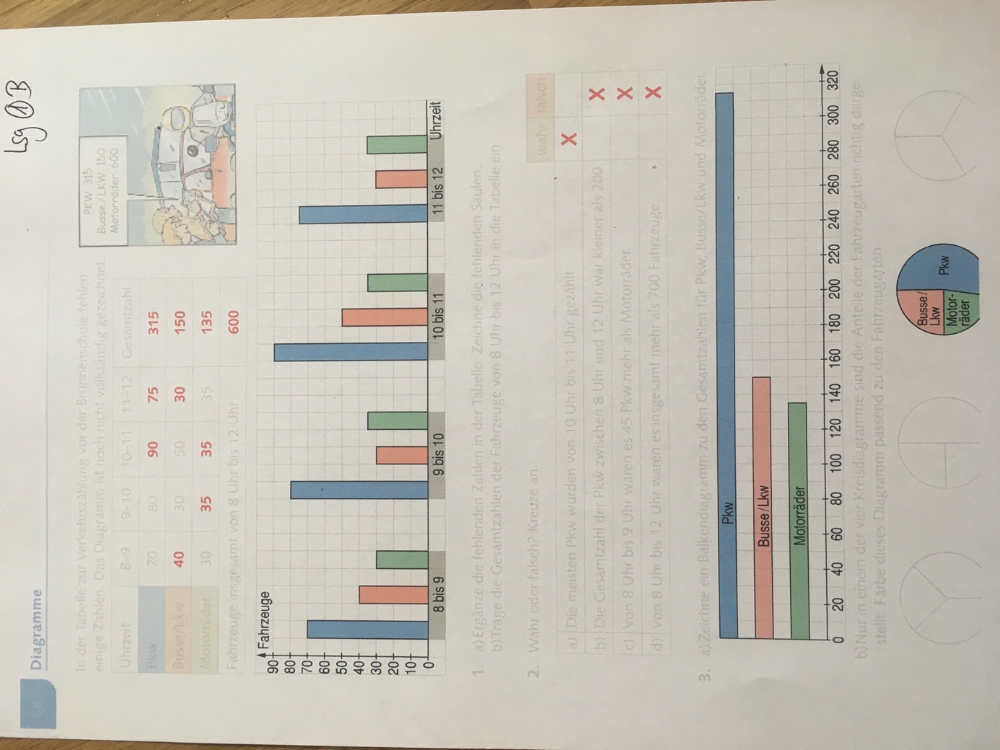 Lsg ① B
Diagramme
In der Tabelle zur Verkehrszählung vor der Brunnenschule fehlen
einige Zahlen. Das Diagramm ist noch nicht vollständig gezeichnet.
PKW: 315
Busse/LKW: 150
Motorräder: 600
Uhrzeit 8–9 9–10 10–11 11–12 Gesamtzahl
Pkw 70 80 90 75 315
Busse/Lkw 40 30 50 30 150
Motorräder 30 35 35 35 135
Fahrzeuge insgesamt von 8 Uhr bis 12 Uhr 600
Fahrzeuge
90
80
70
60
50
40
30
20
10
0
8 bis 9 9 bis 10 10 bis 11 11 bis 12 Uhrzeit
1. a) Ergänze die fehlenden Zahlen in der Tabelle. Zeichne die fehlenden Säulen.
b) Trage die Gesamtzahlen der Fahrzeuge von 8 Uhr bis 12 Uhr in die Tabelle ein.
2. Wahr oder falsch? Kreuze an.
wahr falsch
a) Die meisten Pkw wurden von 10 Uhr bis 11 Uhr gezählt. X
b) Die Gesamtzahl der Pkw zwischen 8 Uhr und 12 Uhr war kleiner als 200. X
c) Von 8 Uhr bis 9 Uhr waren es 45 Pkw mehr als Motorräder. X
d) Von 8 Uhr bis 12 Uhr waren es insgesamt mehr als 700 Fahrzeuge X
3. a) Zeichne ein Balkendiagramm zu den Gesamtzahlen für Pkw, Busse/Lkw und Motorräder.
Pkw
Busse/Lkw
Motorräder
0 20 40 60 80 100 120 140 160 180 200 220 240 260 280 300 320
b) Nur in einem der vier Kreisdiagramme sind die Anteile der Fahrzeugarten richtig darge-
stellt. Färbe dieses Diagramm passend zu den Fahrzeugarten.
Busse/
Lkw
Motor-
räder
Pkw